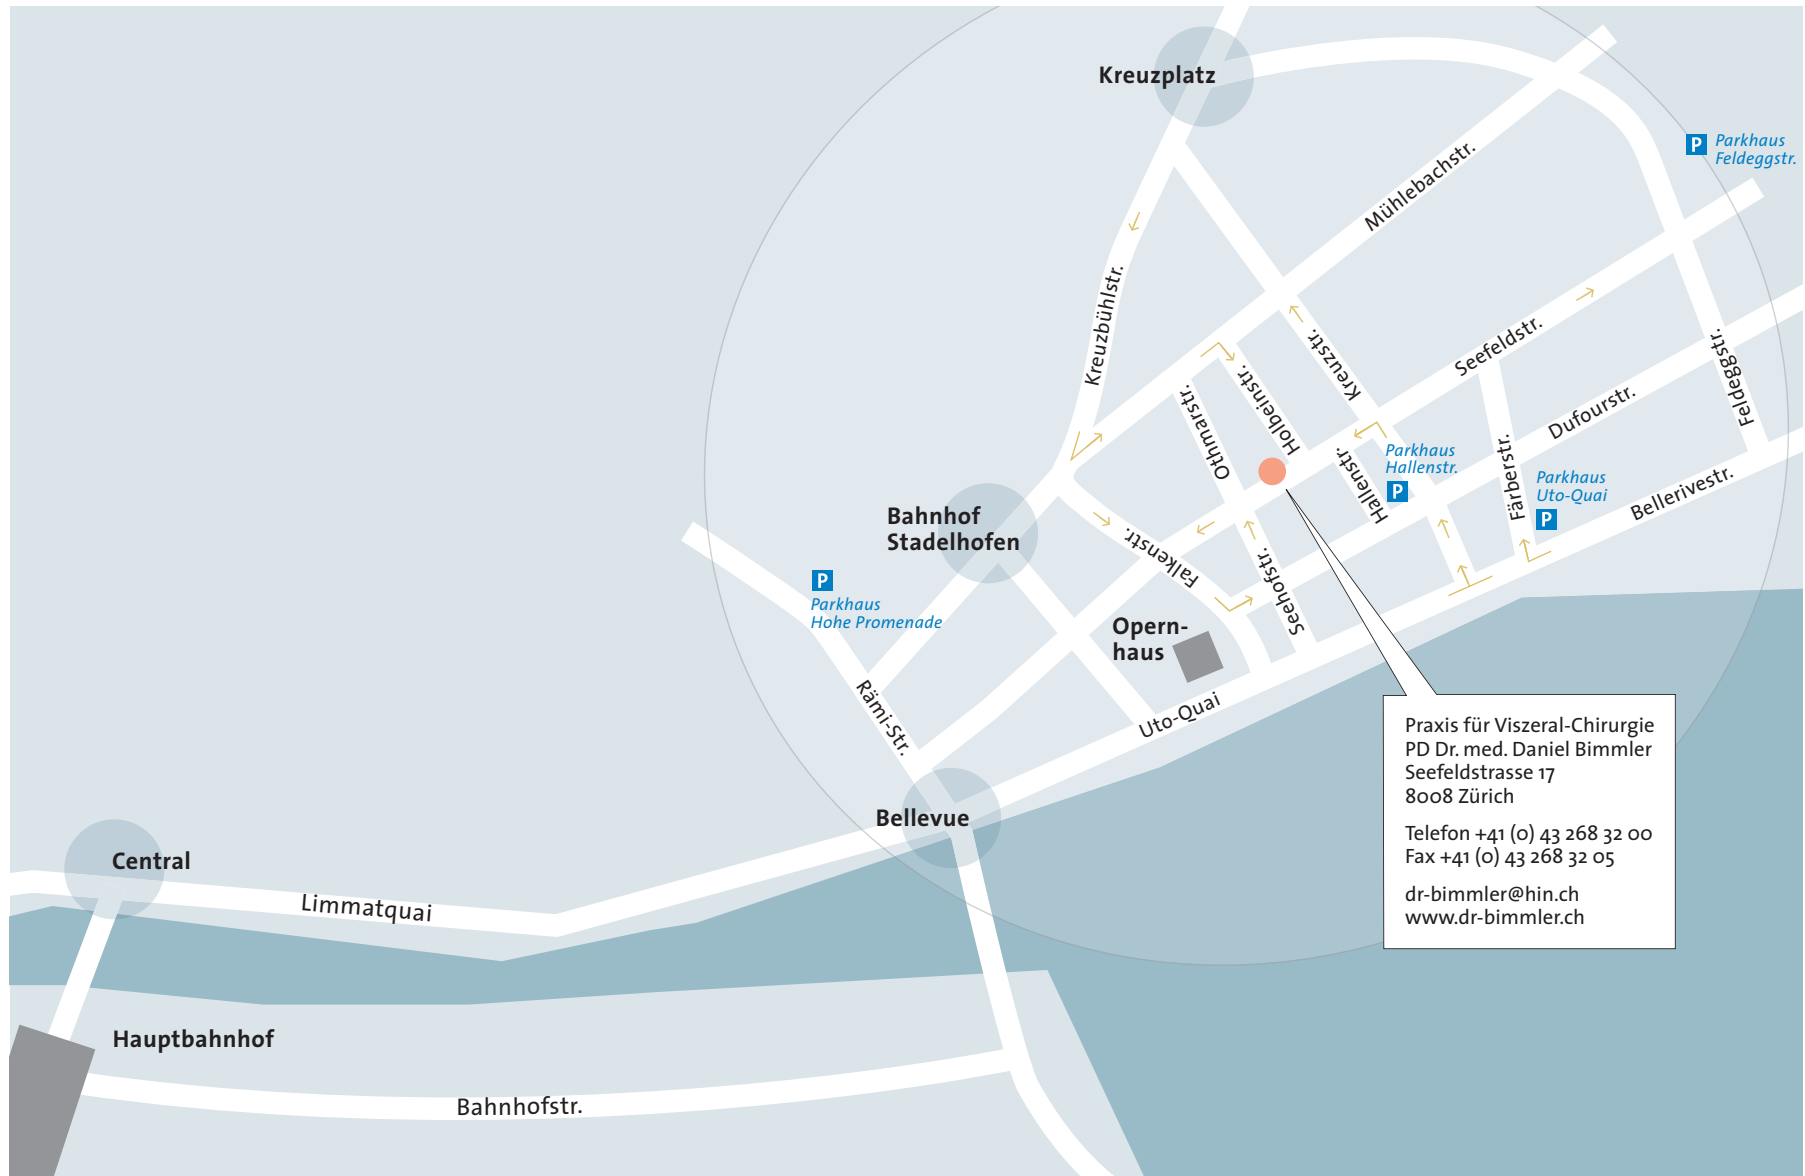 Kreuzplatz
P
Parkhaus
Feldeggstr.
Mühlebachstr.
Kreuzbühlstr.
Kreuzstr.
Seefeldstr.
Feldeggstr.
Holbeinstr.
Othmarstr.
Dufourstr.
Hallenstr.
Parkhaus
Hallenstr.
P
Färberstr.
Parkhaus
Uto-Quai
P
Bellerivestr.
Bahnhof
Stadelhofen
Falkenstr.
Seehofstr.
P
Parkhaus
Hohe Promenade
Opern-
haus
Rämi-Str.
Uto-Quai
Praxis für Viszeral-Chirurgie
PD Dr. med. Daniel Bimmler
Seefeldstrasse 17
8008 Zürich
Telefon +41 (0) 43 268 32 00
Fax +41 (0) 43 268 32 05
dr-bimmler@hin.ch
www.dr-bimmler.ch
Bellevue
Central
Limmatquai
Hauptbahnhof
Bahnhofstr.